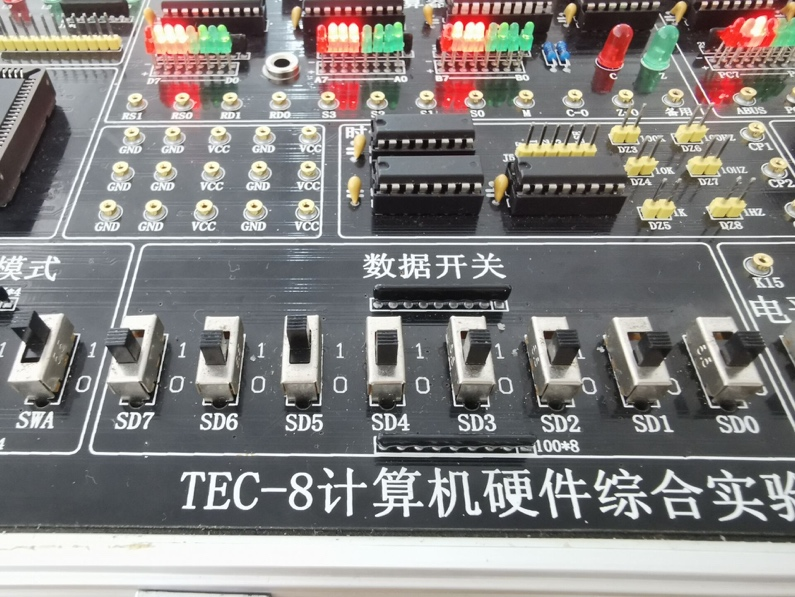 D7 D0 A7 A0 B7 B0 C Z PC7
RS1 RS0 RD1 RD0 S3 S2 S1 S0 M C-0 备用 ABUS
GND GND VCC GND VCC
GND GND VCC GND VCC
GND GND VCC GND VCC
DZ3 DZ6 CP1
DZ4 10K DZ7 10HZ CP2
DZ5 1K DZ8 1HZ
模式
数据开关
K15
1 1 1 1 1 1 1 1
0 0 0 0 0 0 0 0
SWA SD7 SD6 SD5 SD4 SD3 SD2 SD1 SD0
100*8
TEC-8计算机硬件综合实验